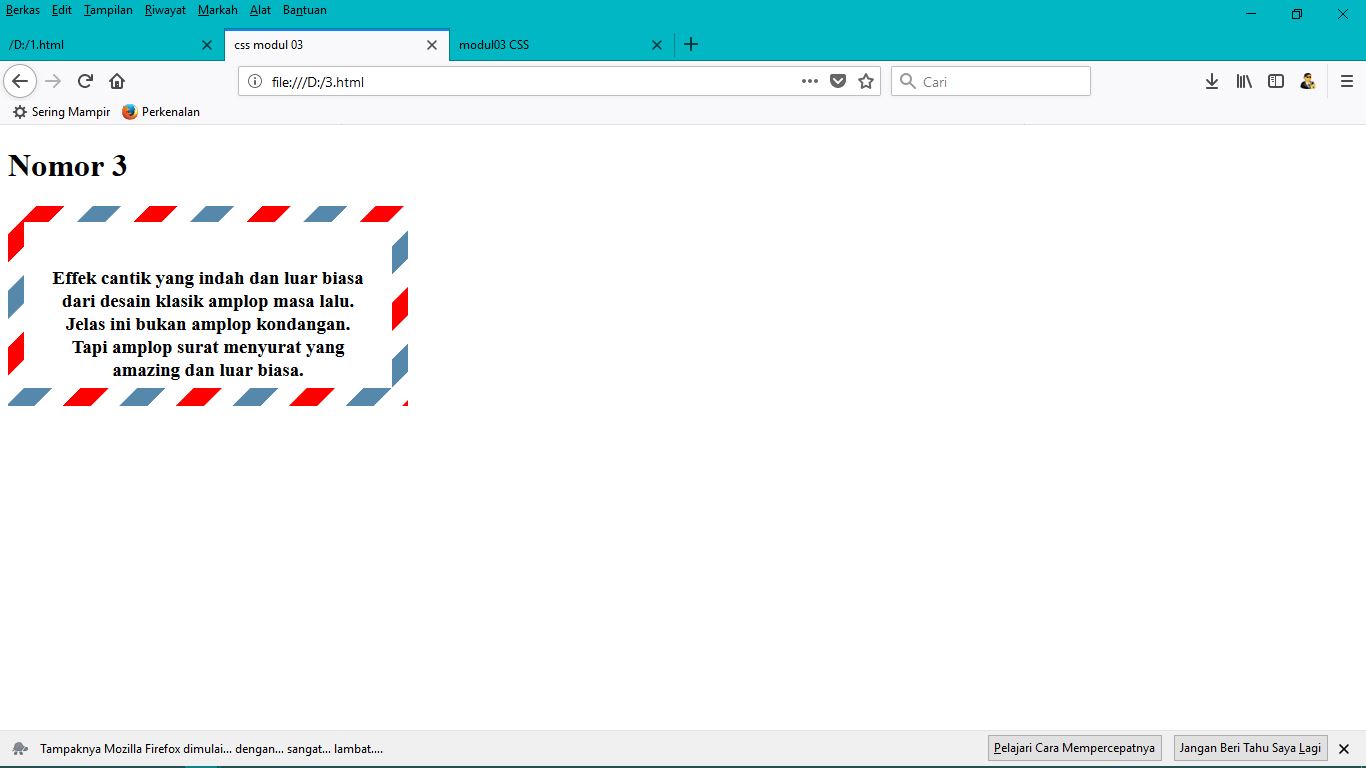 Berkas Edit Tampilan Riwayat Markah Alat Bantuan
/D:/1.html css modul 03 modul03 CSS
file:///D:/3.html Cari
Sering Mampir Perkenalan
Nomor 3
Effek cantik yang indah dan luar biasa
dari desain klasik amplop masa lalu.
Jelas ini bukan amplop kondangan.
Tapi amplop surat menyurat yang
amazing dan luar biasa.
Tampaknya Mozilla Firefox dimulai... dengan... sangat... lambat.... Pelajari Cara Mempercepatnya Jangan Beri Tahu Saya Lagi